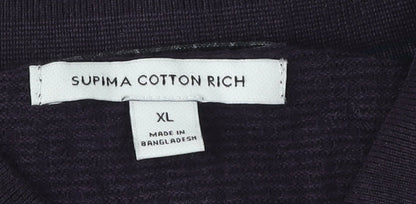 SUPIMA COTTON RICH
XL
MADE IN
BANGLADESH